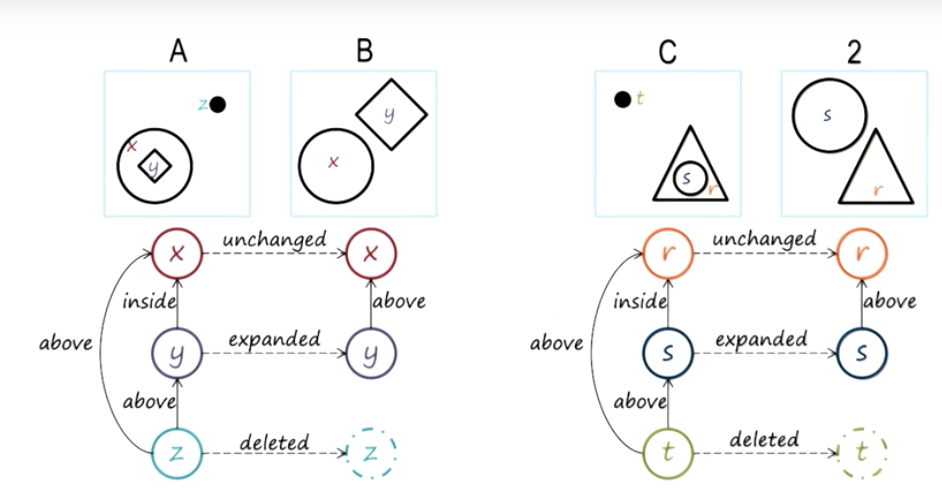 A B C 2
z t
x y y x s r s r
x unchanged x r unchanged r
inside above inside above
above above
y expanded y s expanded s
above above
z deleted z t deleted t